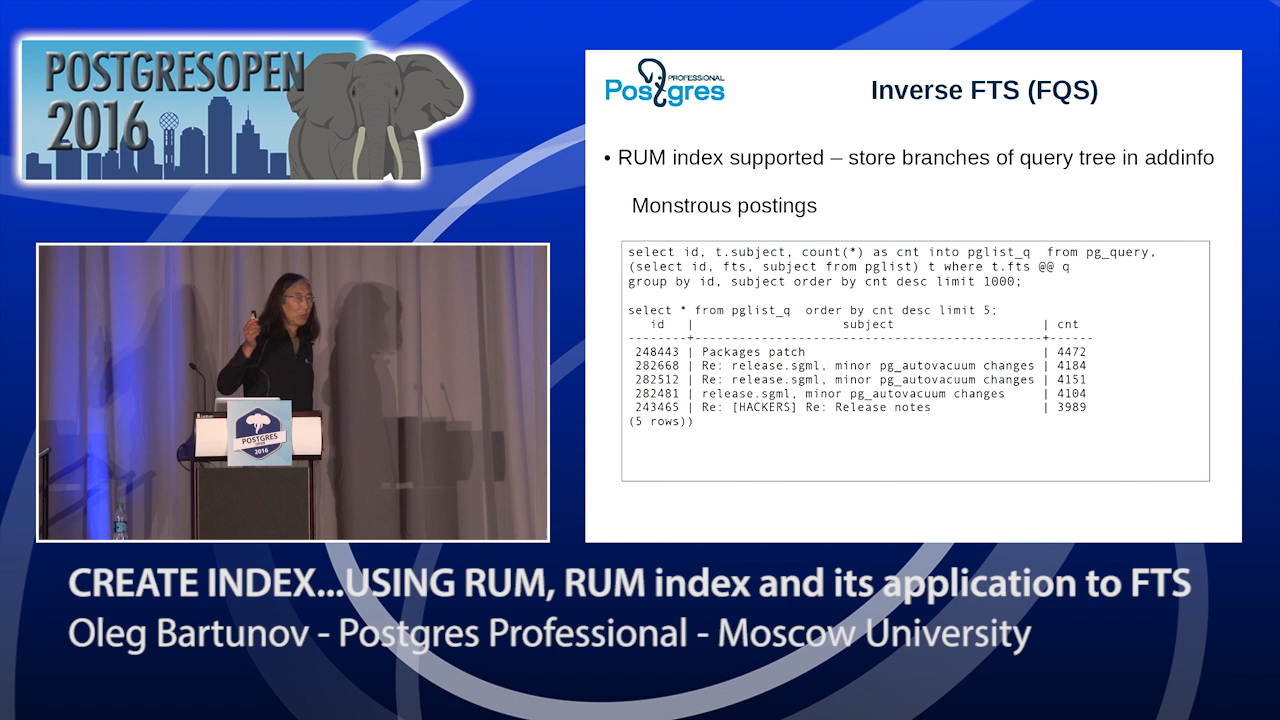 POSTGRESOPEN
2016
PROFESSIONAL
Postgres
Inverse FTS (FQS)
• RUM index supported – store branches of query tree in addinfo
Monstrous postings
select id, t.subject, count(*) as cnt into pglist_q  from pg_query,
(select id, fts, subject from pglist) t where t.fts @@ q
group by id, subject order by cnt desc limit 1000;
select * from pglist_q  order by cnt desc limit 5;
id | subject | cnt
--------+---------------------------------------------+------
248443 | Packages patch | 4472
282668 | Re: release.sgml, minor pg_autovacuum changes | 4184
282512 | Re: release.sgml, minor pg_autovacuum changes | 4151
282481 | release.sgml, minor pg_autovacuum changes | 4104
243465 | Re: [HACKERS] Re: Release notes | 3989
(5 rows))
POSTGRES
OPEN
2016
CREATE INDEX...USING RUM, RUM index and its application to FTS
Oleg Bartunov - Postgres Professional - Moscow University